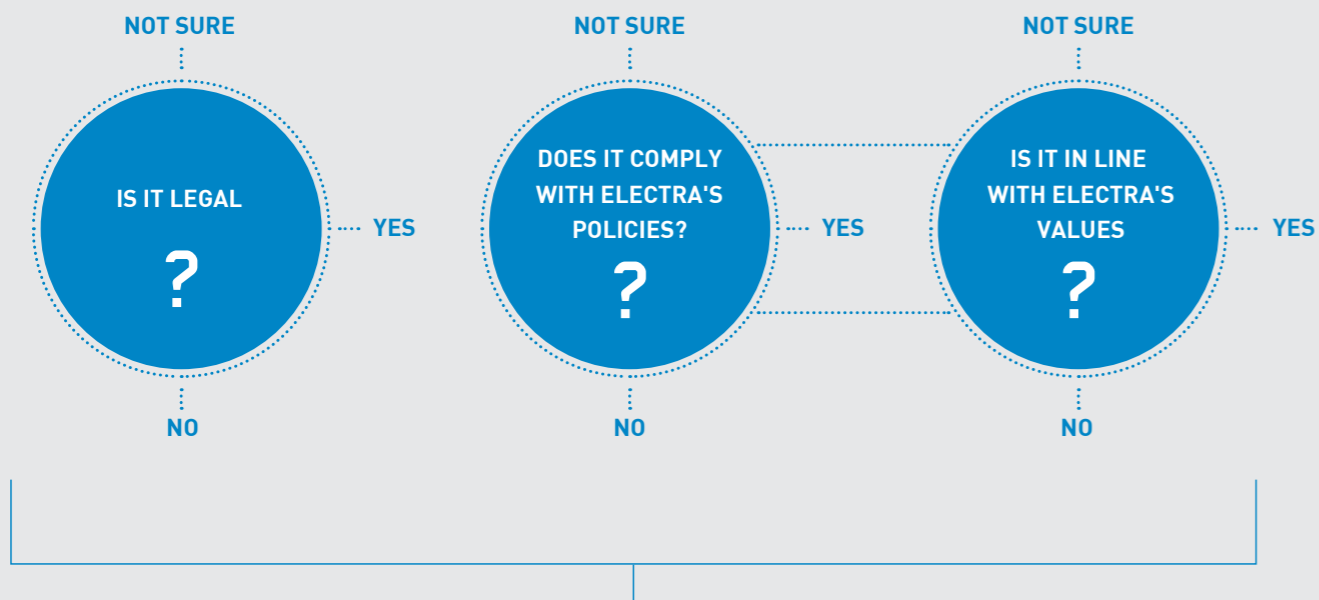 NOT SURE
NOT SURE
NOT SURE
IS IT LEGAL
?
YES
DOES IT COMPLY
WITH ELECTRA'S
POLICIES?
?
YES
IS IT IN LINE
WITH ELECTRA'S
VALUES
?
YES
NO
NO
NO